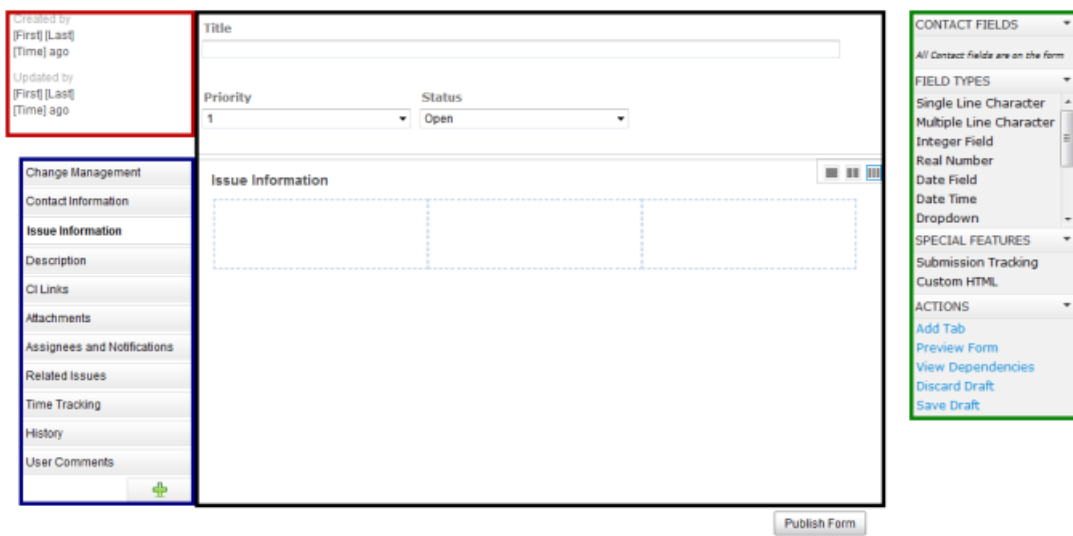 Created by
[First] [Last]
[Time] ago
Updated by
[First] [Last]
[Time] ago
Change Management
Contact Information
Issue Information
Description
CI Links
Attachments
Assignees and Notifications
Related Issues
Time Tracking
History
User Comments
Title
Priority
Status
1
Open
Issue Information
Publish Form
CONTACT FIELDS
All Contact fields are on the form
FIELD TYPES
Single Line Character
Multiple Line Character
Integer Field
Real Number
Date Field
Date Time
Dropdown
SPECIAL FEATURES
Submission Tracking
Custom HTML
ACTIONS
Add Tab
Preview Form
View Dependencies
Discard Draft
Save Draft